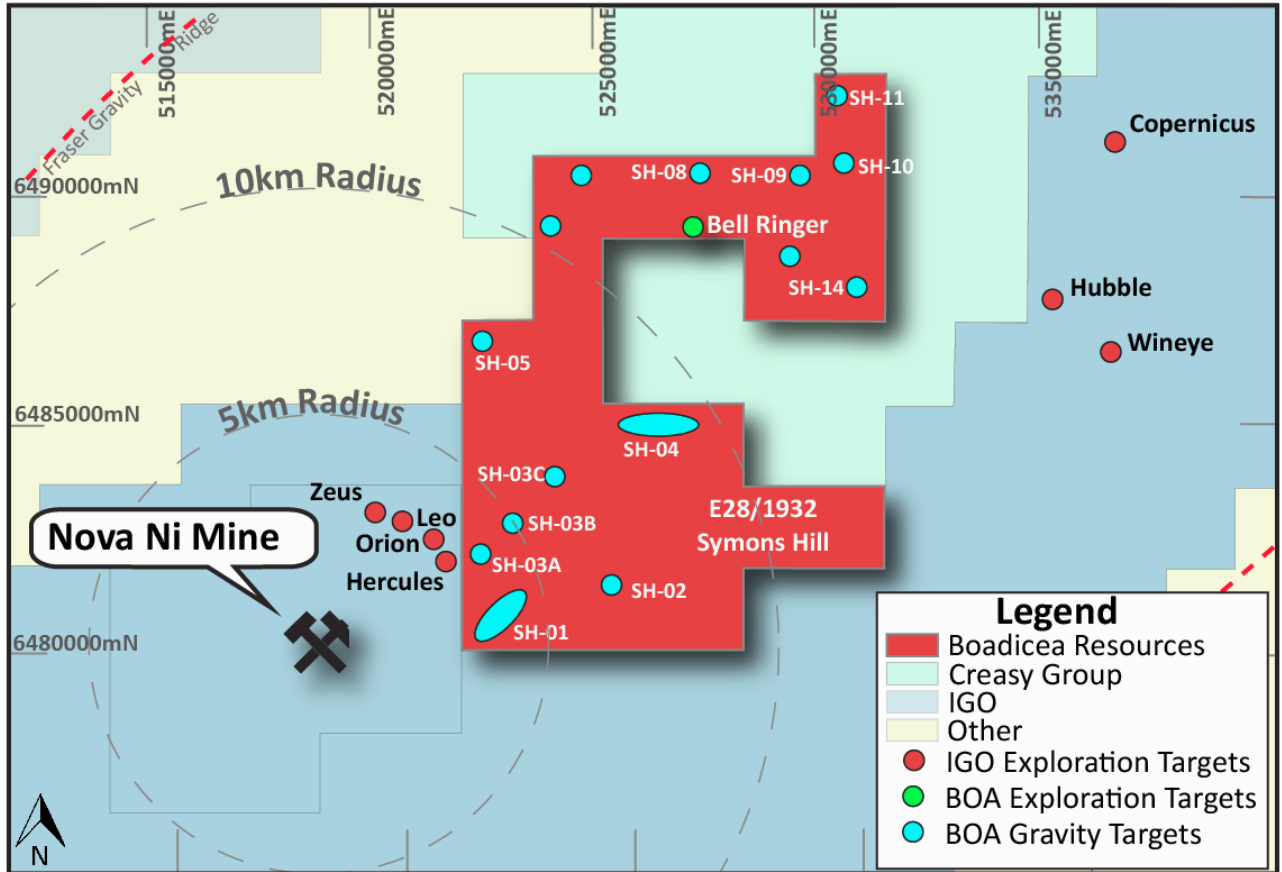 515000mE
520000mE
525000mE
530000mE
535000mE
Ridge
Fraser Gravity
SH-11
Copernicus
6490000mN
10km Radius
SH-08
SH-09
SH-10
Bell Ringer
SH-14
Hubble
Wineye
SH-05
6485000mN
5km Radius
SH-04
SH-03C
Zeus
Leo
SH-03B
E28/1932
Symons Hill
Nova Ni Mine
Orion
SH-03A
Hercules
SH-02
SH-01
6480000mN
Legend
Boadicea Resources
Creasy Group
IGO
Other
IGO Exploration Targets
BOA Exploration Targets
BOA Gravity Targets
N